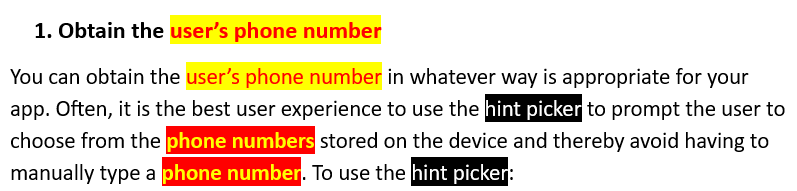 1. Obtain the user’s phone number
You can obtain the user’s phone number in whatever way is appropriate for your
app. Often, it is the best user experience to use the hint picker to prompt the user to
choose from the phone numbers stored on the device and thereby avoid having to
manually type a phone number. To use the hint picker: